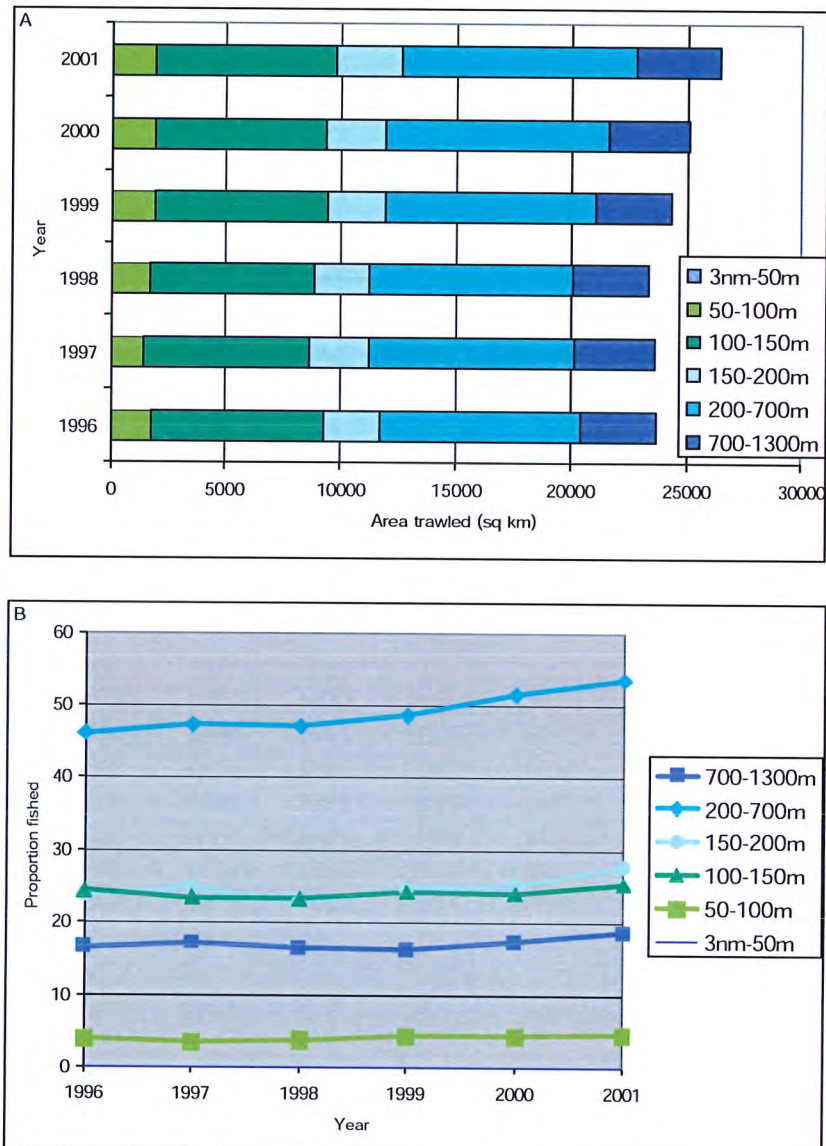 A
2001
2000
1999
1998
1997
1996
Year
0 5000 10000 15000 20000 25000 30000
Area trawled (sq km)
3nm-50m
50-100m
100-150m
150-200m
200-700m
700-1300m
B
60
50
40
30
20
10
0
Proportion fished
1996 1997 1998 1999 2000 2001
Year
700-1300m
200-700m
150-200m
100-150m
50-100m
3nm-50m